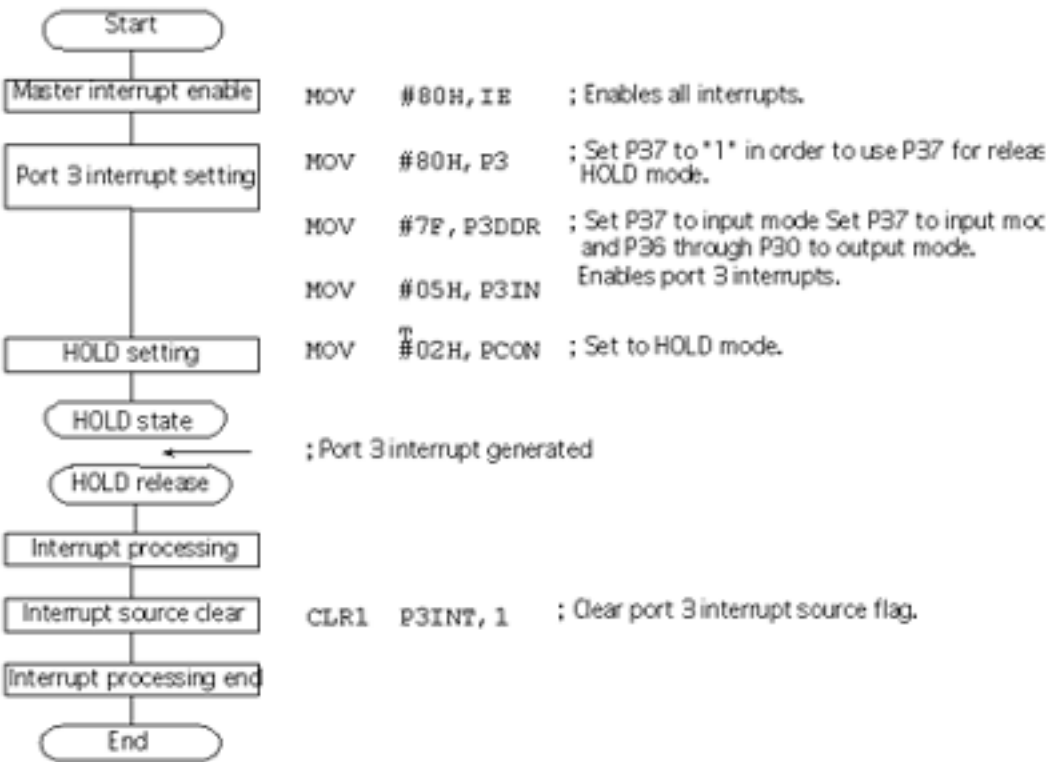 Start
Master interrupt enable MOV #80H, IE ; Enables all interrupts.
Port 3 interrupt setting MOV #80H, P3 ; Set P37 to "1" in order to use P37 for releas
HOLD mode.
MOV #7F, P3DDR ; Set P37 to input mode Set P37 to input moc
and P36 through P30 to output mode.
MOV #05H, P3IN Enables port 3 interrupts.
T
HOLD setting MOV #02H, PCON ; Set to HOLD mode.
HOLD state
; Port 3 interrupt generated
HOLD release
Interrupt processing
Interrupt source clear CLR1 P3INT, 1 ; Clear port 3 interrupt source flag.
Interrupt processing end
End